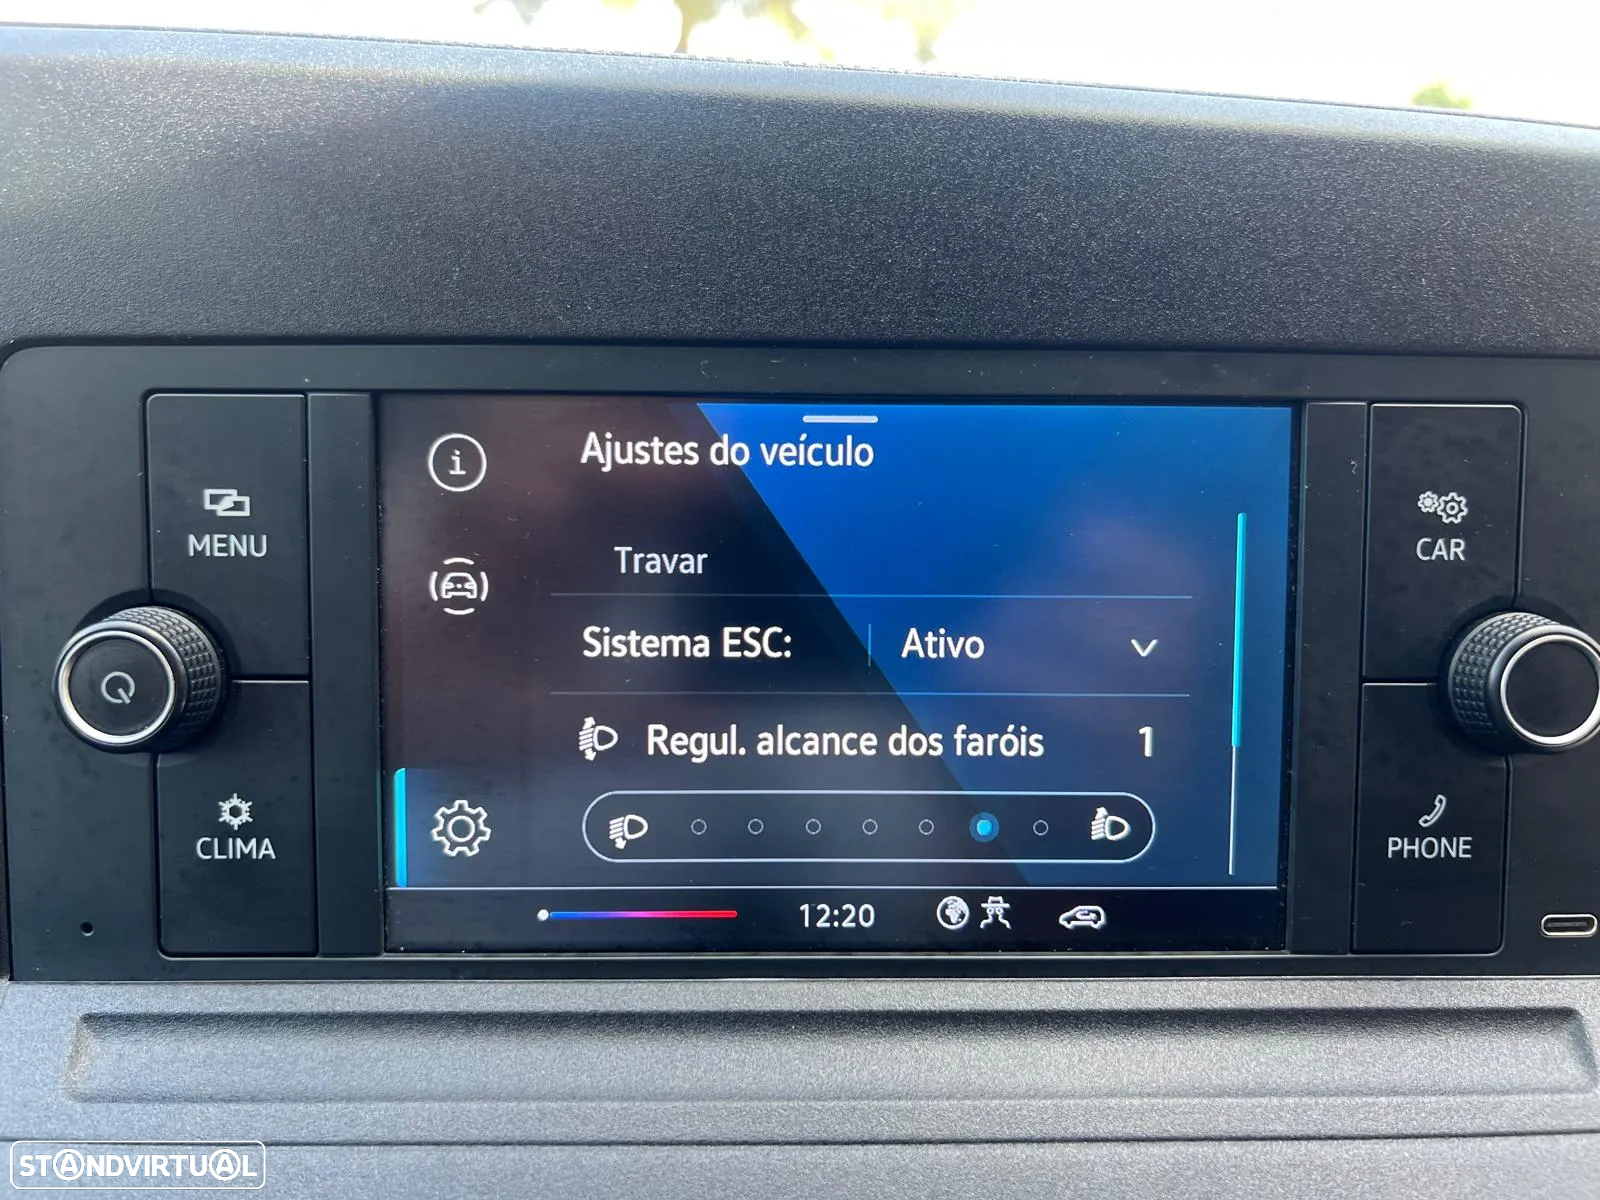 Ajustes do veículo
MENU
CAR
Travar
Sistema ESC: Ativo
Regul. alcance dos faróis 1
CLIMA
PHONE
12:20
STANDVIRTUAL